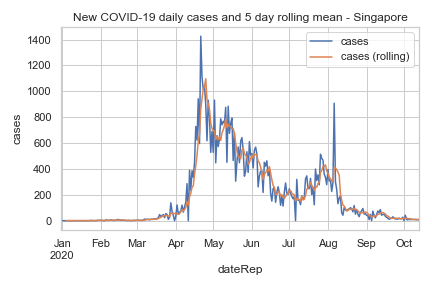 New COVID-19 daily cases and 5 day rolling mean - Singapore
cases
cases (rolling)
1400
1200
1000
800
600
400
200
0
cases
Jan Feb Mar Apr May Jun Jul Aug Sep Oct
2020
dateRep